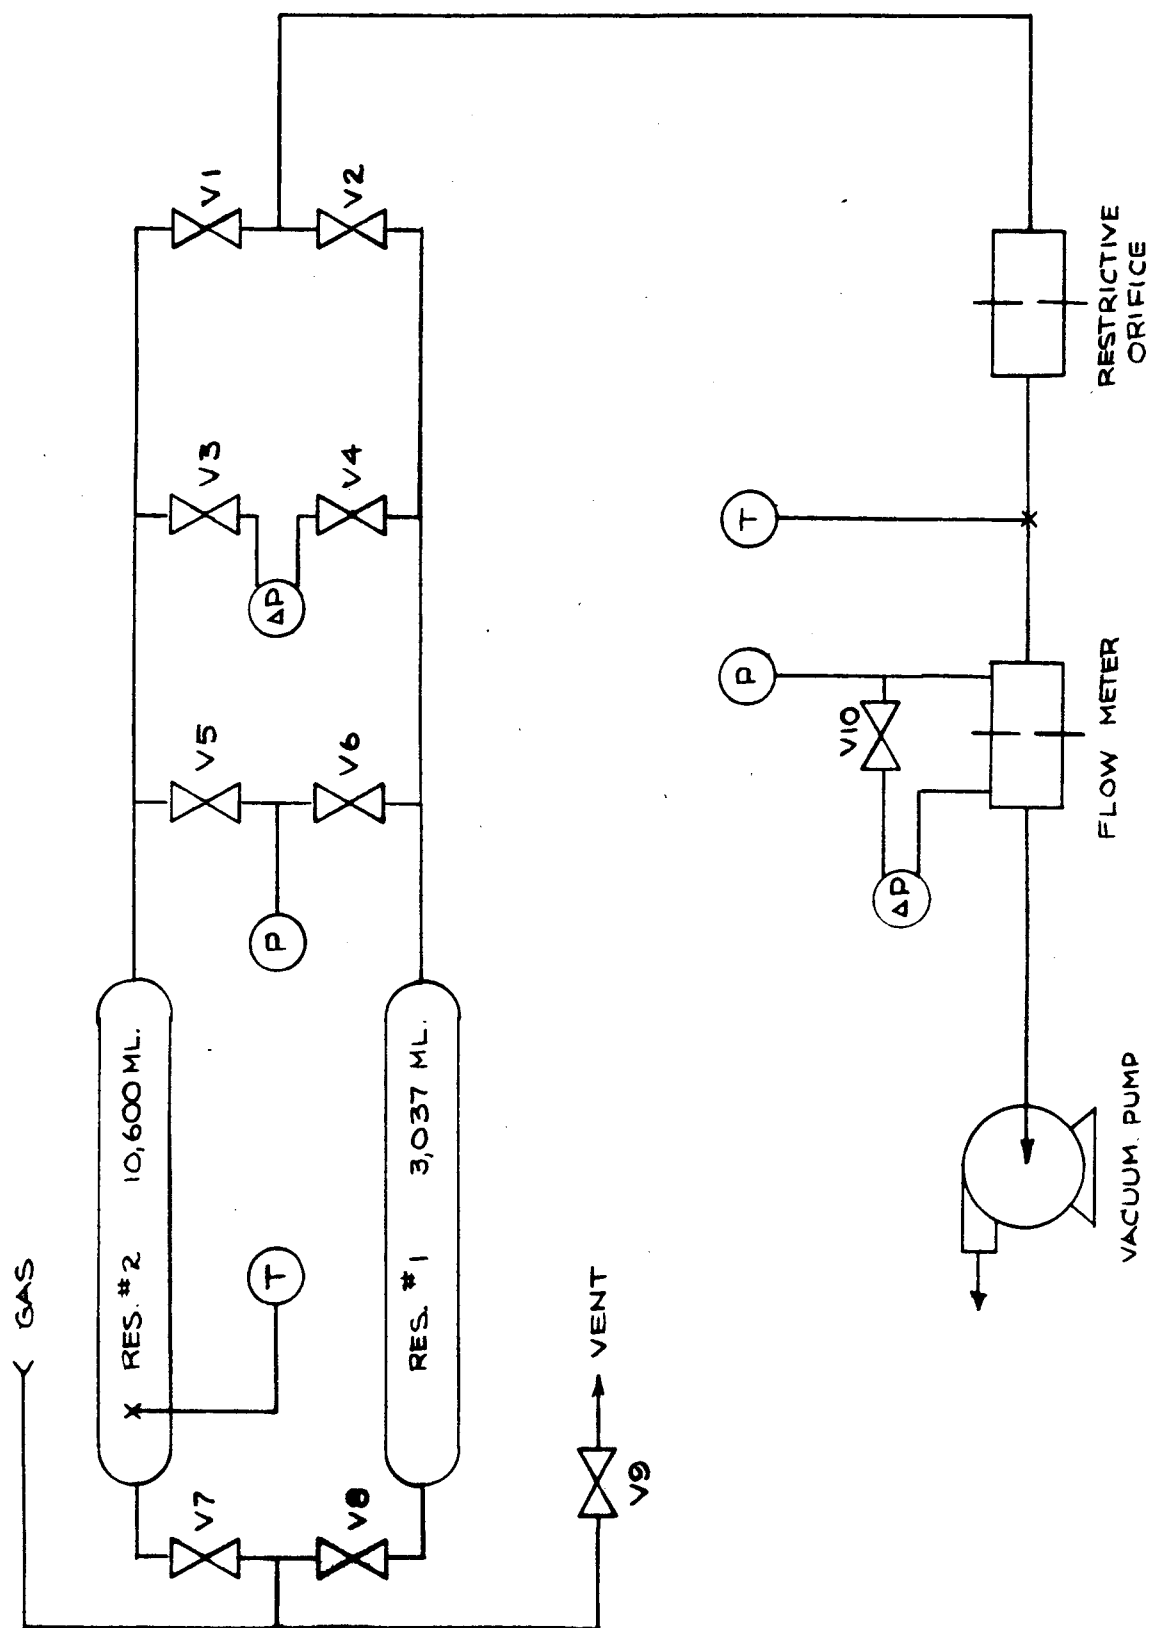 GAS
RES. #2 10,600 ML.
T
RES. #1 3,037 ML.
V7
V8
V9
VENT
P
V5
V6
ΔP
V3
V4
V1
V2
VACUUM PUMP
ΔP
V10
P
FLOW METER
T
RESTRICTIVE
ORIFICE